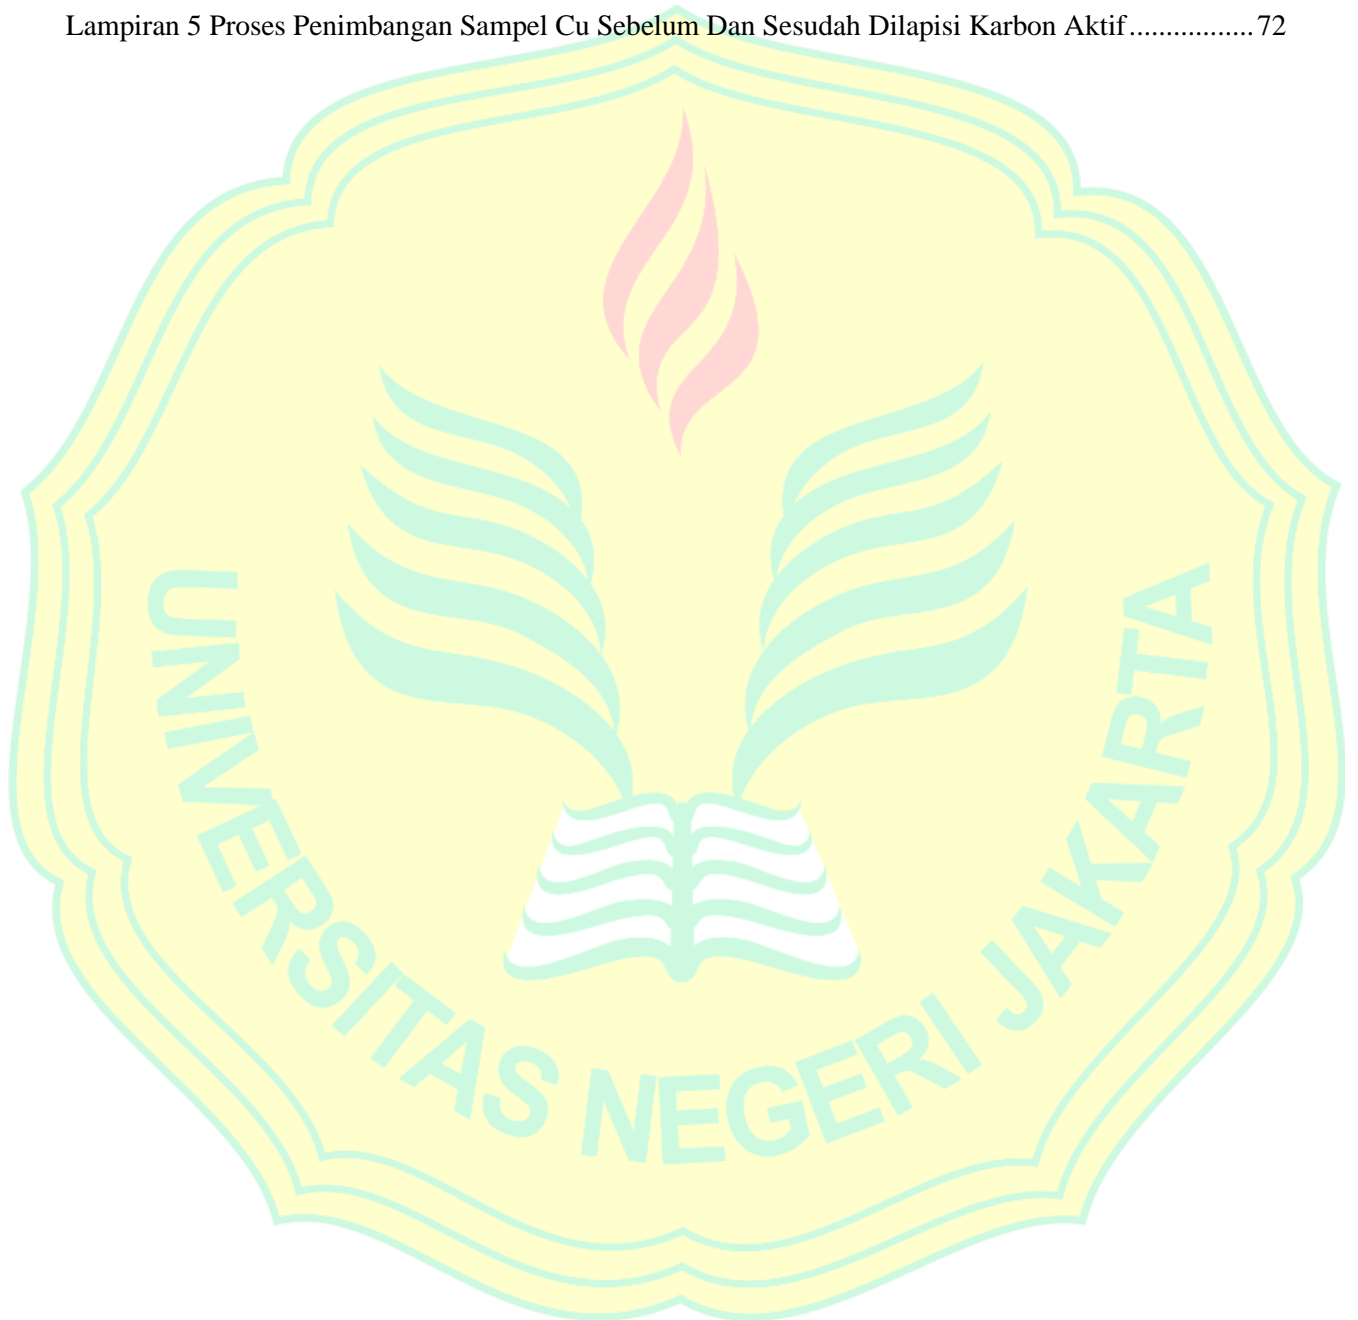 Lampiran 5 Proses Penimbangan Sampel Cu Sebelum Dan Sesudah Dilapisi Karbon Aktif................. 72
UNIVERSITAS NEGERI JAKARTA